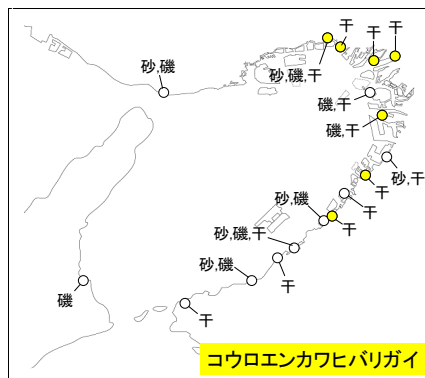 干
干
干
砂,磯
砂,磯,干
磯,干
磯,干
砂,干
干
砂,磯
干
干
砂,磯,干
砂,磯
干
磯
干
コウロエンカワヒバリガイ